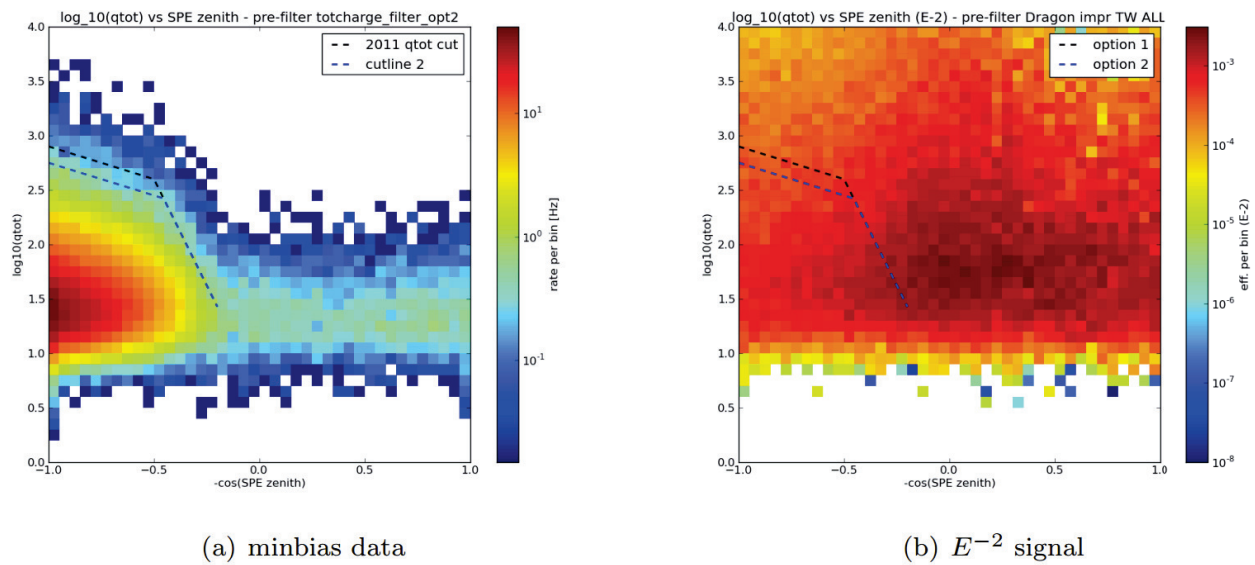 log_10(qtot) vs SPE zenith - pre-filter totcharge_filter_opt2
4.0
3.5
3.0
2.5
2.0
1.5
1.0
0.5
0.0
log10(qtot)
2011 qtot cut
cutline 2
−1.0 −0.5 0.0 0.5 1.0
-cos(SPE zenith)
10^1
10^0
10^-1
rate per bin [Hz]
(a) minbias data
log_10(qtot) vs SPE zenith (E-2) - pre-filter Dragon impr TW ALL
4.0
3.5
3.0
2.5
2.0
1.5
1.0
0.5
0.0
log10(qtot)
option 1
option 2
−1.0 −0.5 0.0 0.5 1.0
-cos(SPE zenith)
10^-3
10^-4
10^-5
10^-6
10^-7
10^-8
eff. per bin (E-2)
(b) E^−2 signal